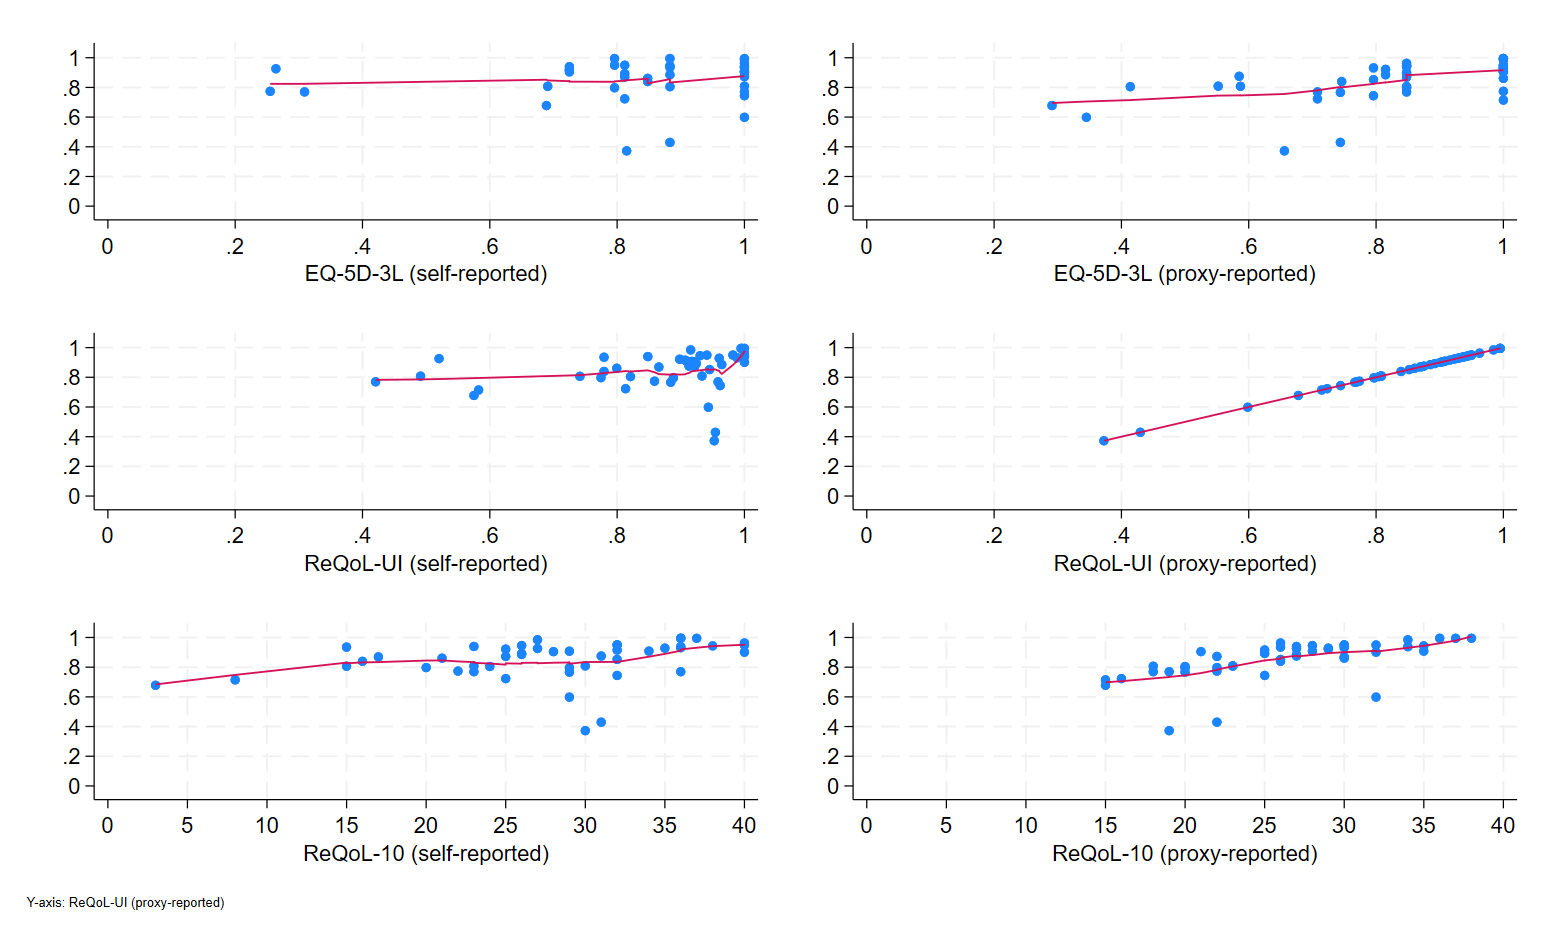 1
.8
.6
.4
.2
0
0 .2 .4 .6 .8 1
EQ-5D-3L (self-reported)
1
.8
.6
.4
.2
0
0 .2 .4 .6 .8 1
EQ-5D-3L (proxy-reported)
1
.8
.6
.4
.2
0
0 .2 .4 .6 .8 1
ReQoL-UI (self-reported)
1
.8
.6
.4
.2
0
0 .2 .4 .6 .8 1
ReQoL-UI (proxy-reported)
1
.8
.6
.4
.2
0
0 5 10 15 20 25 30 35 40
ReQoL-10 (self-reported)
1
.8
.6
.4
.2
0
0 5 10 15 20 25 30 35 40
ReQoL-10 (proxy-reported)
Y-axis: ReQoL-UI (proxy-reported)